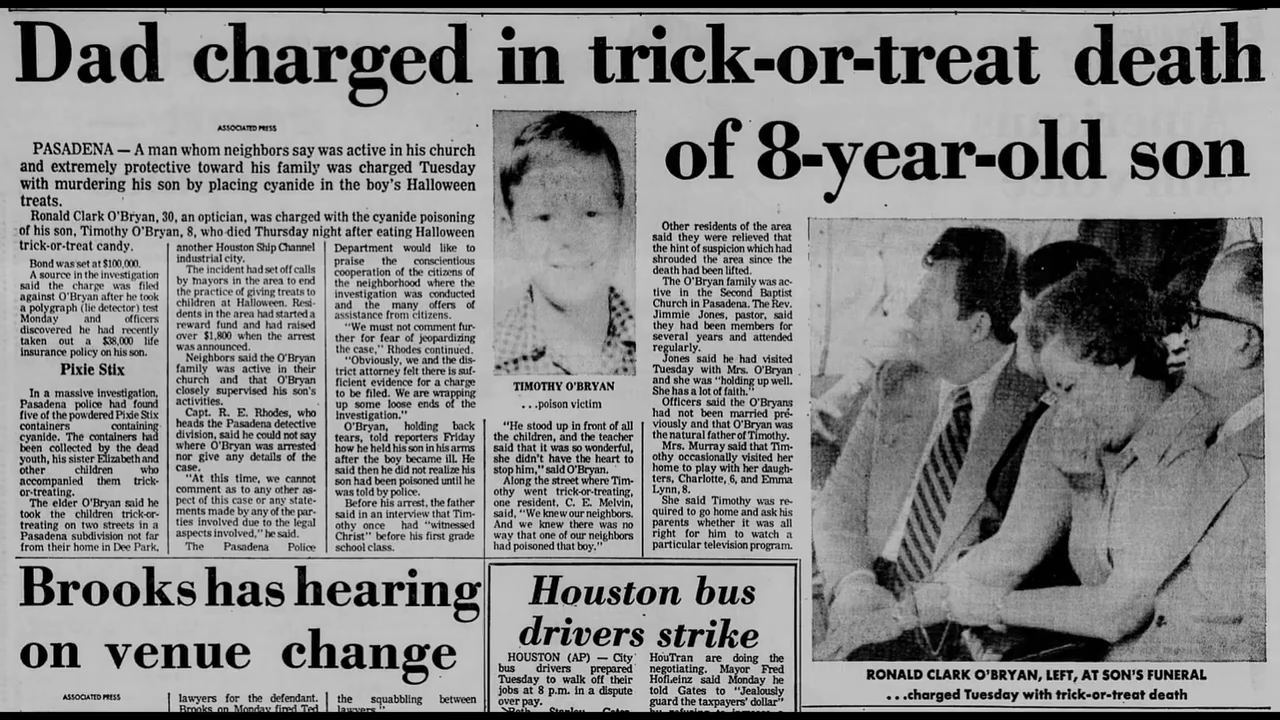 Dad charged in trick-or-treat death
of 8-year-old son
ASSOCIATED PRESS
PASADENA — A man whom neighbors say was active in his church
and extremely protective toward his family was charged Tuesday
with murdering his son by placing cyanide in the boy's Halloween
treats.
Ronald Clark O'Bryan, 30, an optician, was charged with the cyanide poisoning
of his son, Timothy O'Bryan, 8, who died Thursday night after eating Halloween
trick-or-treat candy.
Bond was set at $100,000.
A source in the investigation
said the charge was filed
against O'Bryan after he took
a polygraph (lie detector) test
Monday and officers
discovered he had recently
taken out a $38,000 life
insurance policy on his son.
Pixie Stix
In a massive investigation,
Pasadena police had found
five of the powdered Pixie Stix
containers containing
cyanide. The containers had
been collected by the dead
youth, his sister Elizabeth and
other children who
accompanied them trick-
or-treating.
The elder O'Bryan said he
took the children trick-or-
treating on two streets in a
Pasadena subdivision not far
from their home in Dee Park,
another Houston Ship Channel
industrial city.
The incident had set off calls
by mayors in the area to end
the practice of giving treats to
children at Halloween. Resi-
dents in the area had started a
reward fund and had raised
over $1,800 when the arrest
was announced.
Neighbors said the O'Bryan
family was active in their
church and that O'Bryan
closely supervised his son's
activities.
Capt. R. E. Rhodes, who
heads the Pasadena detective
division, said he could not say
where O'Bryan was arrested
nor give any details of the
case.
"At this time, we cannot
comment as to any other as-
pect of this case or any state-
ments made by any of the par-
ties involved due to the legal
aspects involved," he said.
The Pasadena Police
Department would like to
praise the conscientious
cooperation of the citizens of
the neighborhood where the
investigation was conducted
and the many offers of
assistance from citizens.
"We must not comment fur-
ther for fear of jeopardizing
the case," Rhodes continued.
"Obviously, we and the dis-
trict attorney felt there is suf-
ficient evidence for a charge
to be filed. We are wrapping
up some loose ends of the
investigation."
O'Bryan, holding back
tears, told reporters Friday
how he held his son in his arms
after the boy became ill. He
said then he did not realize his
son had been poisoned until he
was told by police.
Before his arrest, the father
said in an interview that Tim-
othy once had "witnessed
Christ" before his first grade
school class.
TIMOTHY O'BRYAN
. . .poison victim
"He stood up in front of all
the children, and the teacher
said that it was so wonderful,
she didn't have the heart to
stop him," said O'Bryan.
Along the street where Tim-
othy went trick-or-treating,
one resident, C. E. Melvin,
said, "We knew our neighbors.
And we knew there was no
way that one of our neighbors
had poisoned that boy."
Other residents of the area
said they were relieved that
the hint of suspicion which had
shrouded the area since the
death had been lifted.
The O'Bryan family was ac-
tive in the Second Baptist
Church in Pasadena. The Rev.
Jimmie Jones, pastor, said
they had been members for
several years and attended
regularly.
Jones said he had visited
Tuesday with Mrs. O'Bryan
and she was "holding up well.
She has a lot of faith."
Officers said the O'Bryans
had not been married pre-
viously and that O'Bryan was
the natural father of Timothy.
Mrs. Murray said that Tim-
othy occasionally visited her
home to play with her daugh-
ters, Charlotte, 6, and Emma
Lynn, 8.
She said Timothy was re-
quired to go home and ask his
parents whether it was all
right for him to watch a
particular television program.
RONALD CLARK O'BRYAN, LEFT, AT SON'S FUNERAL
. . .charged Tuesday with trick-or-treat death
Brooks has hearing
on venue change
ASSOCIATED PRESS
lawyers for the defendant.
Brooks on Monday fired Ted
the squabbling between
lawyers."
Houston bus
drivers strike
HOUSTON (AP) — City
bus drivers prepared
Tuesday to walk off their
jobs at 8 p.m. in a dispute
over pay.
HouTran are doing the
negotiating. Mayor Fred
Hofheinz said Monday he
told Gates to "Jealously
guard the taxpayers' dollar"